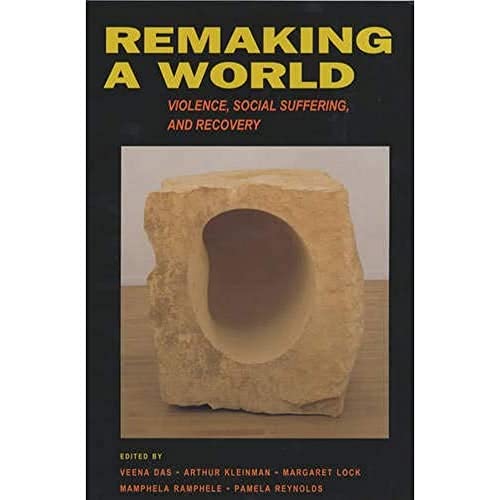 REMAKING
A WORLD
VIOLENCE, SOCIAL SUFFERING,
AND RECOVERY
EDITED BY
VEENA DAS - ARTHUR KLEINMAN - MARGARET LOCK
MAMPHELA RAMPHELE - PAMELA REYNOLDS